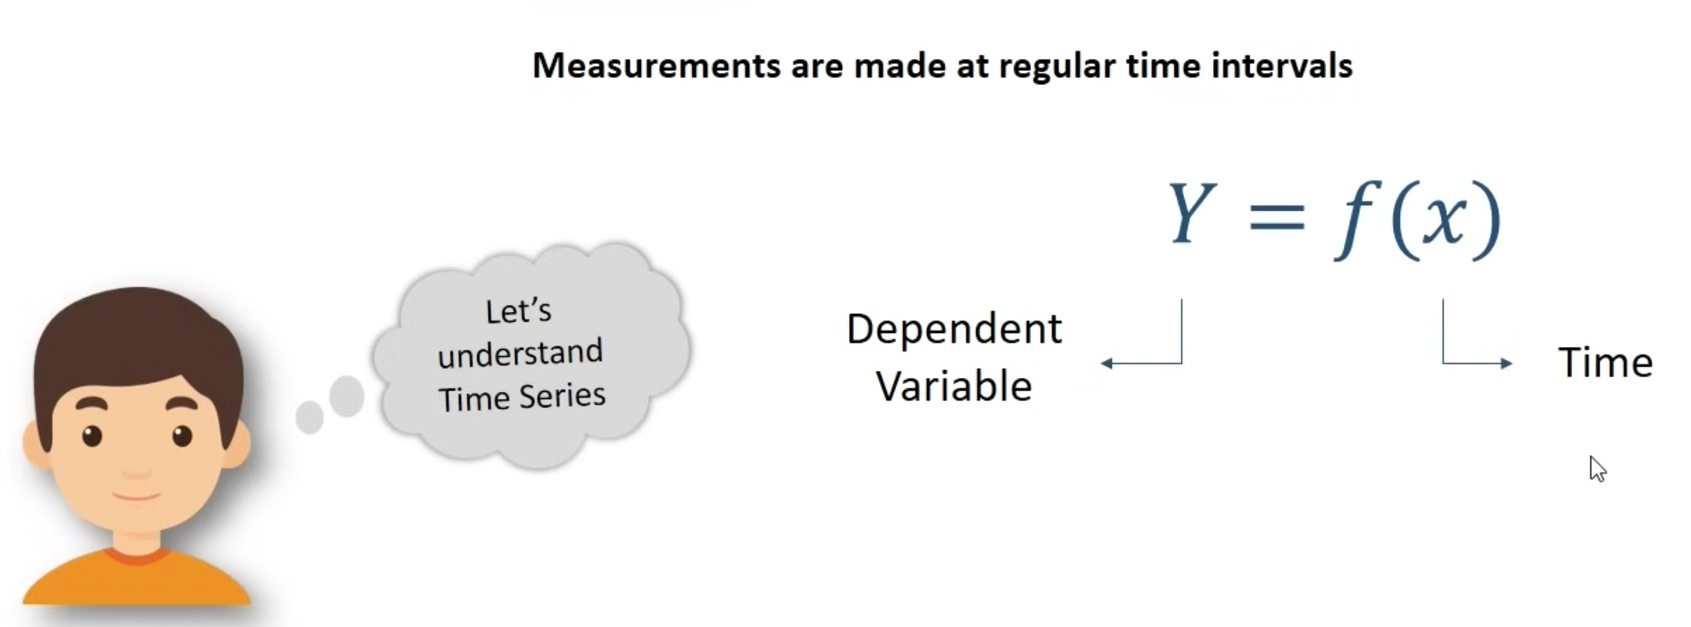 Measurements are made at regular time intervals
Y = f(x)
Let’s
understand
Time Series
Dependent
Variable
Time